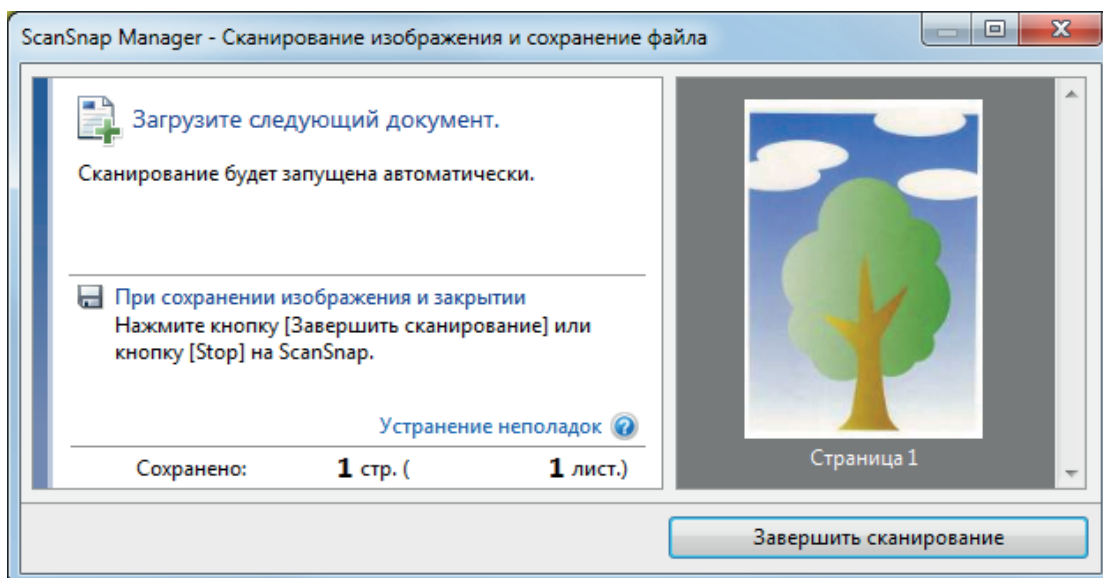 ScanSnap Manager - Сканирование изображения и сохранение файла
Загрузите следующий документ.
Сканирование будет запущена автоматически.
При сохранении изображения и закрытии
Нажмите кнопку [Завершить сканирование] или
кнопку [Stop] на ScanSnap.
Устранение неполадок
Сохранено: 1 стр. ( 1 лист.)
Страница 1
Завершить сканирование